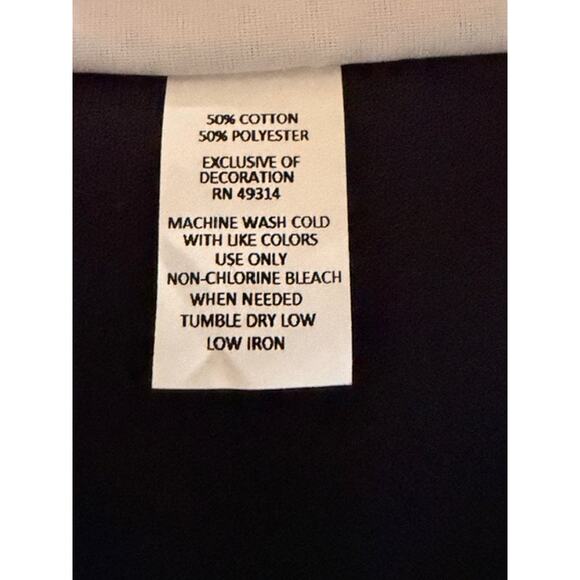 50% COTTON
50% POLYESTER
EXCLUSIVE OF
DECORATION
RN 49314
MACHINE WASH COLD
WITH LIKE COLORS
USE ONLY
NON-CHLORINE BLEACH
WHEN NEEDED
TUMBLE DRY LOW
LOW IRON